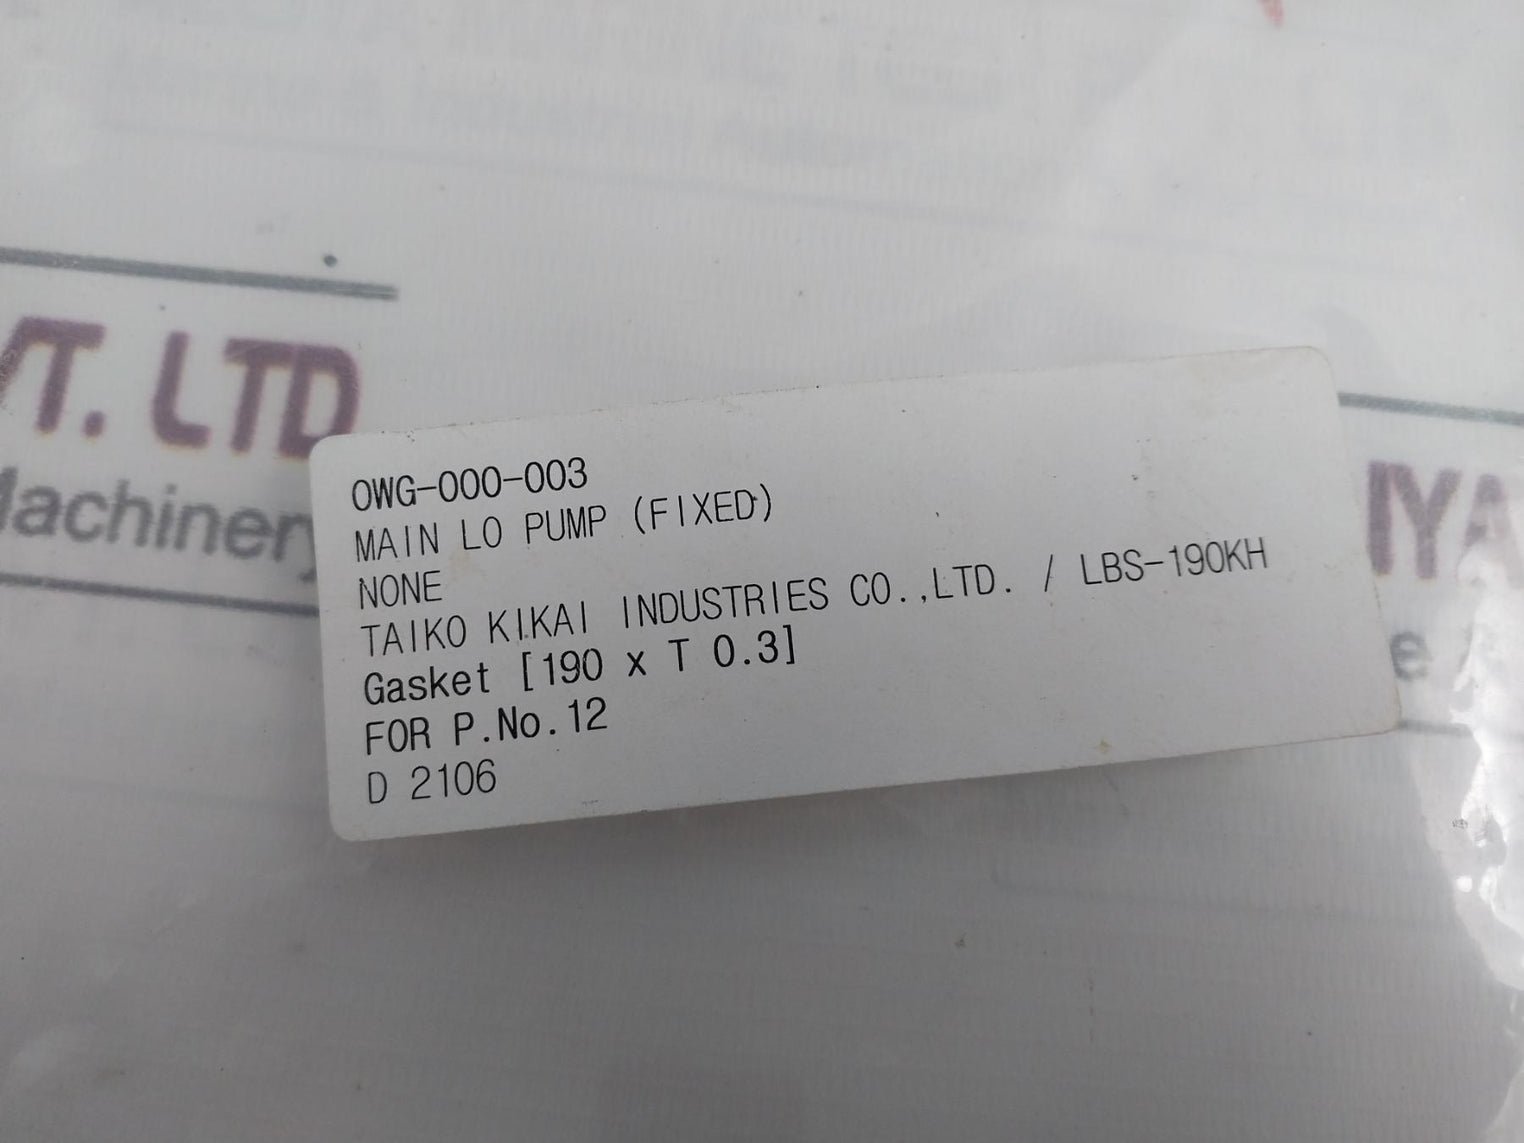 OWG-000-003
MAIN LO PUMP (FIXED)
NONE
TAIKO KIKAI INDUSTRIES CO.,LTD. / LBS-190KH
Gasket [190 x T 0.3]
FOR P.No.12
D 2106
VT. LTD
Machinery
IYA
e